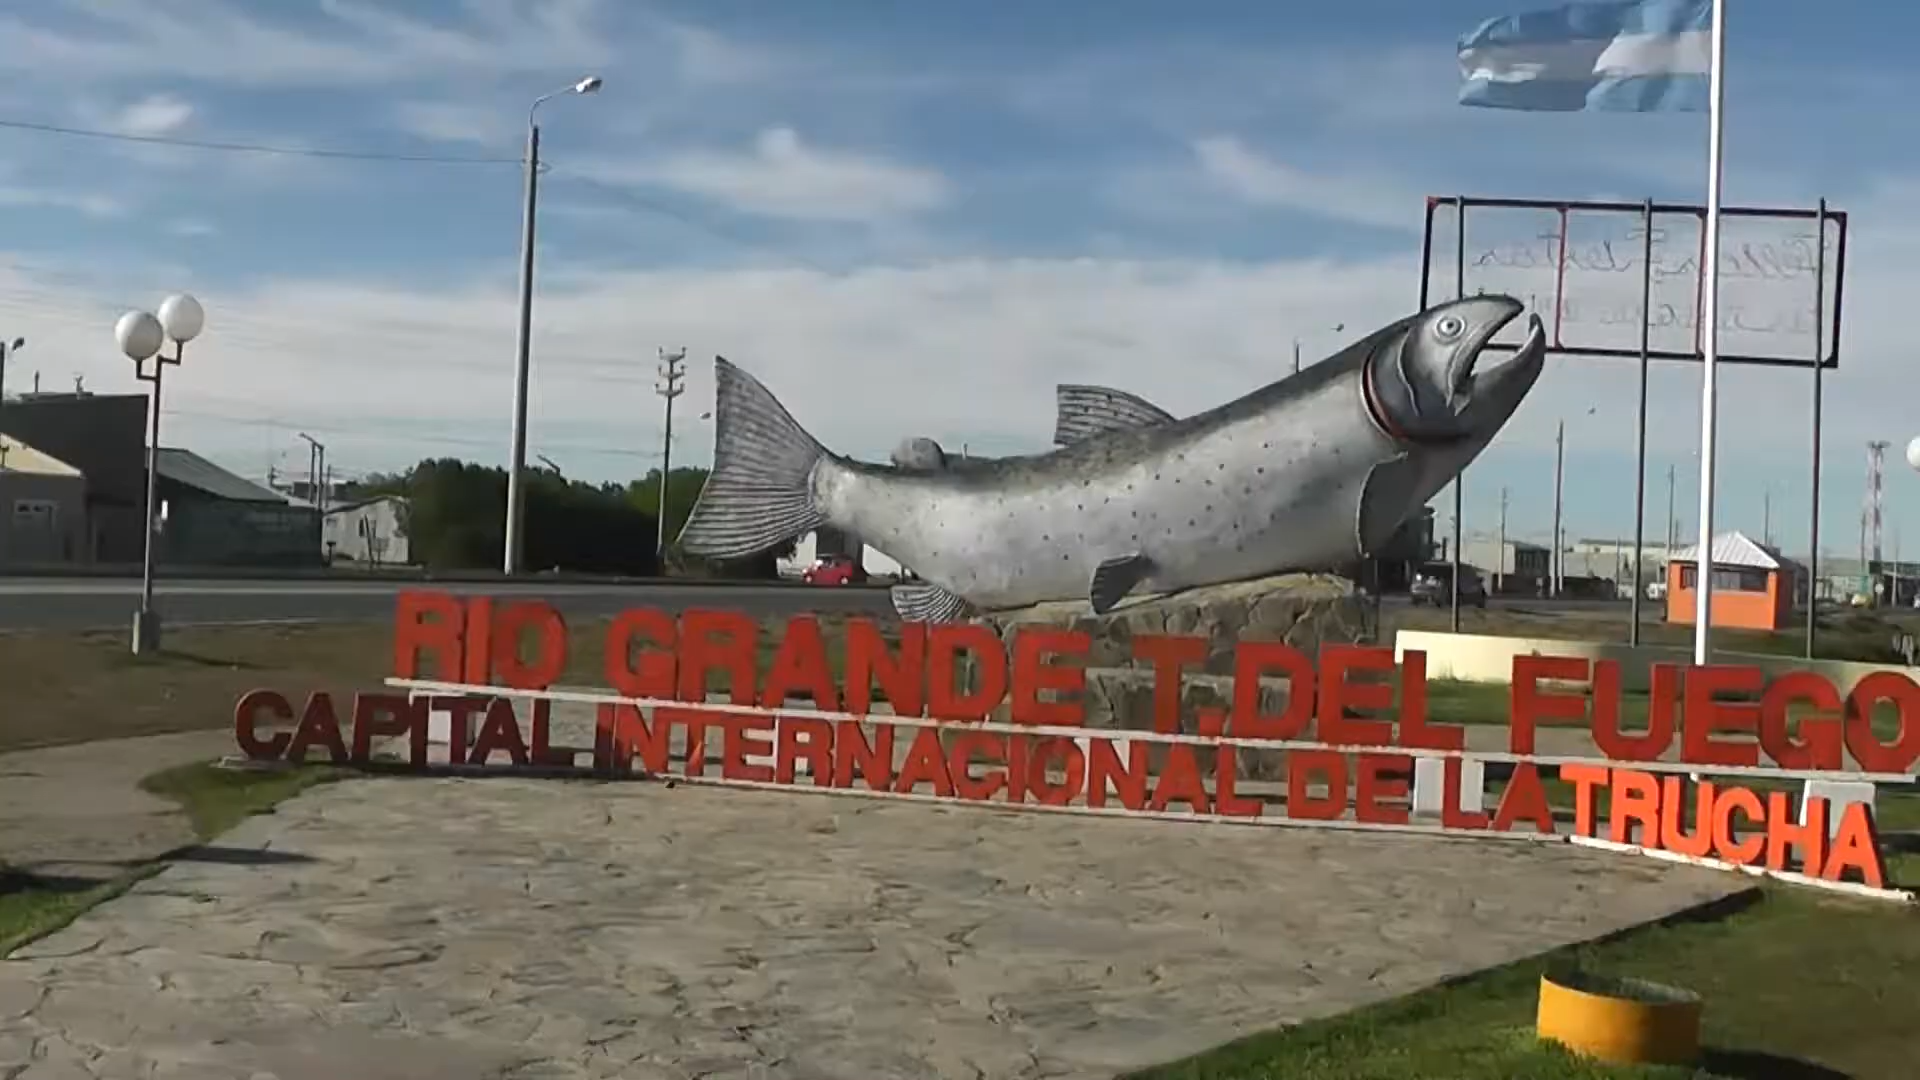 RIO GRANDE T.DEL FUEGO
CAPITAL INTERNACIONAL DE LA TRUCHA